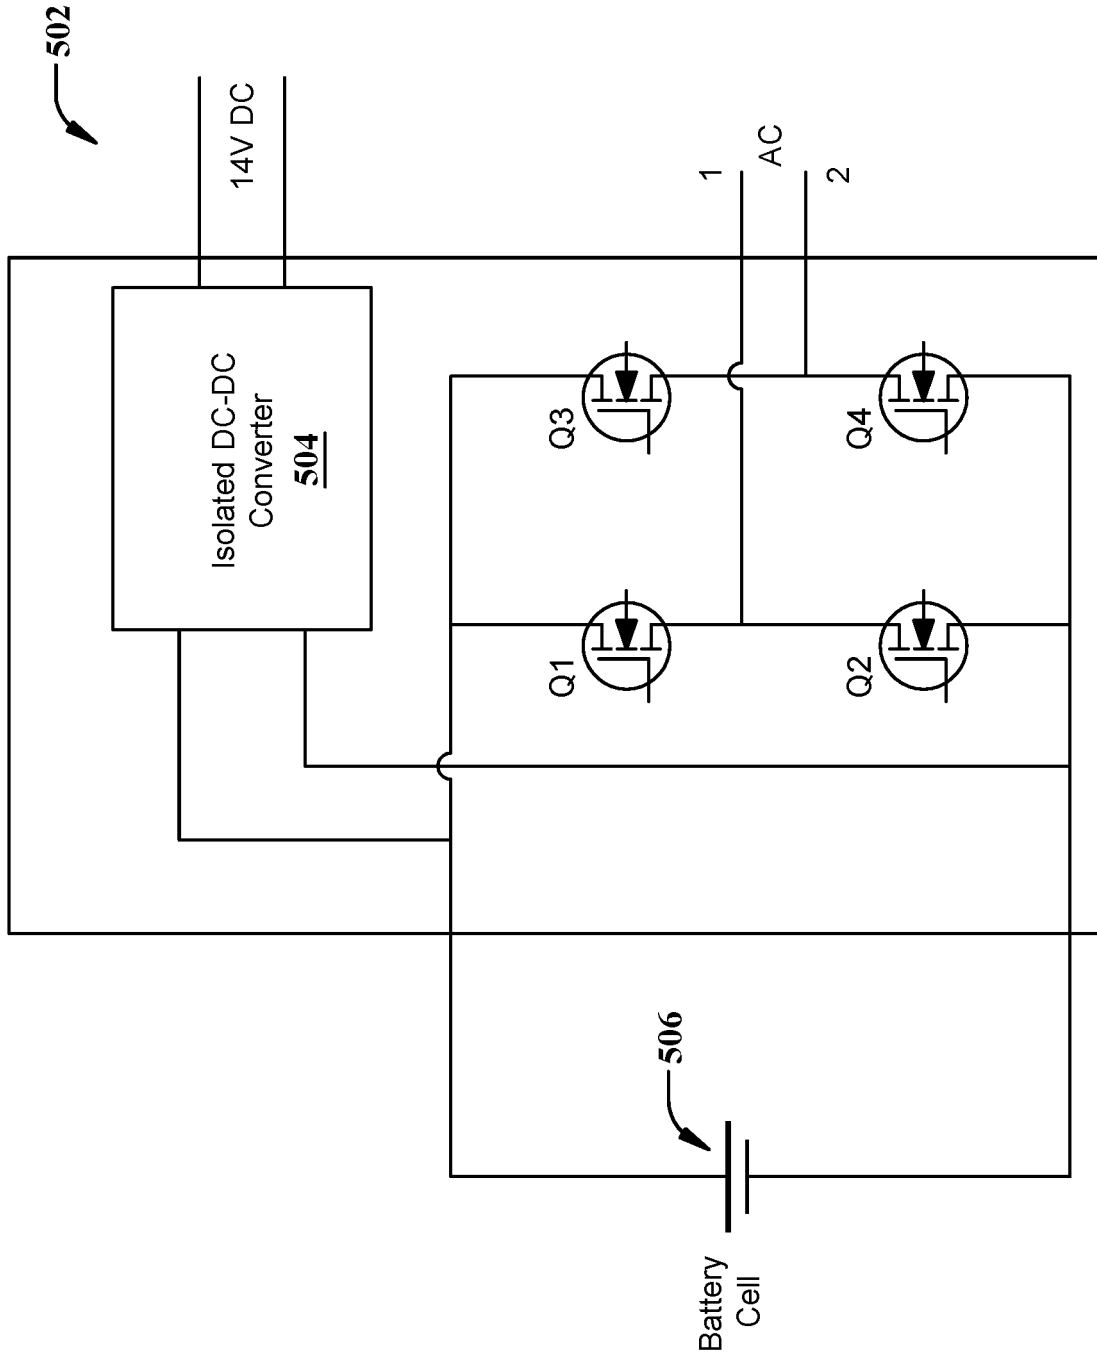 502
14V DC
Isolated DC-DC
Converter
504
1
AC
2
Q3
Q4
Q1
Q2
506
Battery
Cell